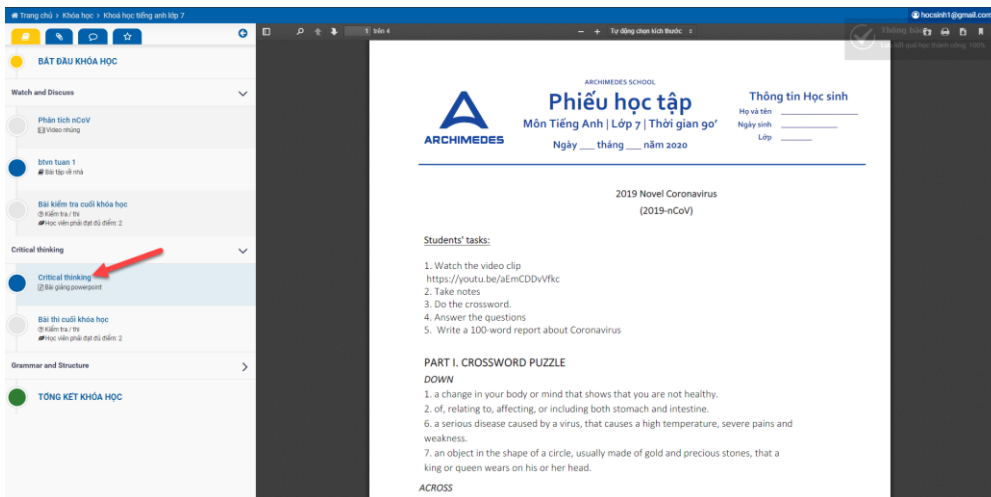 Trang chủ > Khóa học > Khoá học tiếng anh lớp 7
hocsinh1@gmail.com
1 trên 4
Tự động chọn kích thước
Thông báo
kết quả học thành công: 100%
BẮT ĐẦU KHÓA HỌC
Watch and Discuss
Phân tích nCoV
Video nhúng
btvn tuan 1
Bài tập về nhà
Bài kiểm tra cuối khóa học
Kiểm tra / thi
Học viên phải đạt đủ điểm: 2
Critical thinking
Critical thinking
Bài giảng powerpoint
Bài thi cuối khóa học
Kiểm tra / thi
Học viên phải đạt đủ điểm: 2
Grammar and Structure
TỔNG KẾT KHÓA HỌC
ARCHIMEDES
ARCHIMEDES SCHOOL
Phiếu học tập
Môn Tiếng Anh | Lớp 7 | Thời gian 90'
Ngày ___ tháng ___ năm 2020
Thông tin Học sinh
Họ và tên
Ngày sinh
Lớp
2019 Novel Coronavirus
(2019-nCoV)
Students' tasks:
1. Watch the video clip
https://youtu.be/aEmCDDvVfkc
2. Take notes
3. Do the crossword.
4. Answer the questions
5. Write a 100-word report about Coronavirus
PART I. CROSSWORD PUZZLE
DOWN
1. a change in your body or mind that shows that you are not healthy.
2. of, relating to, affecting, or including both stomach and intestine.
6. a serious disease caused by a virus, that causes a high temperature, severe pains and
weakness.
7. an object in the shape of a circle, usually made of gold and precious stones, that a
king or queen wears on his or her head.
ACROSS